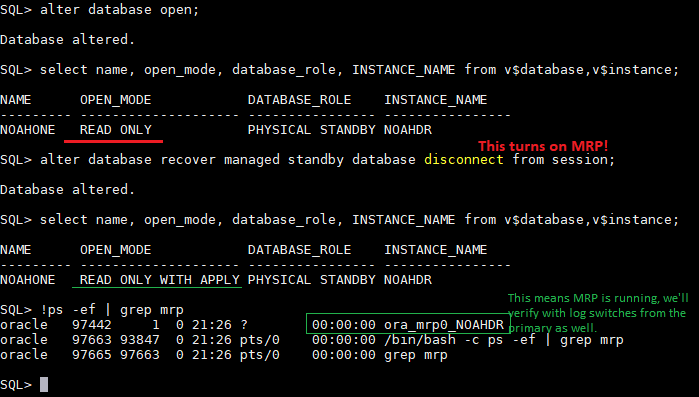 SQL> alter database open;
Database altered.
SQL> select name, open_mode, database_role, INSTANCE_NAME from v$database,v$instance;
NAME      OPEN_MODE            DATABASE_ROLE    INSTANCE_NAME
--------- -------------------- ---------------- ----------------
NOAHONE   READ ONLY            PHYSICAL STANDBY NOAHDR
This turns on MRP!
SQL> alter database recover managed standby database disconnect from session;
Database altered.
SQL> select name, open_mode, database_role, INSTANCE_NAME from v$database,v$instance;
NAME      OPEN_MODE            DATABASE_ROLE    INSTANCE_NAME
--------- -------------------- ---------------- ----------------
NOAHONE   READ ONLY WITH APPLY PHYSICAL STANDBY NOAHDR
This means MRP is running, we'll
verify with log switches from the
primary as well.
SQL> !ps -ef | grep mrp
oracle   97442     1  0 21:26 ?        00:00:00 ora_mrp0_NOAHDR
oracle   97663 93847  0 21:26 pts/0    00:00:00 /bin/bash -c ps -ef | grep mrp
oracle   97665 97663  0 21:26 pts/0    00:00:00 grep mrp
SQL>